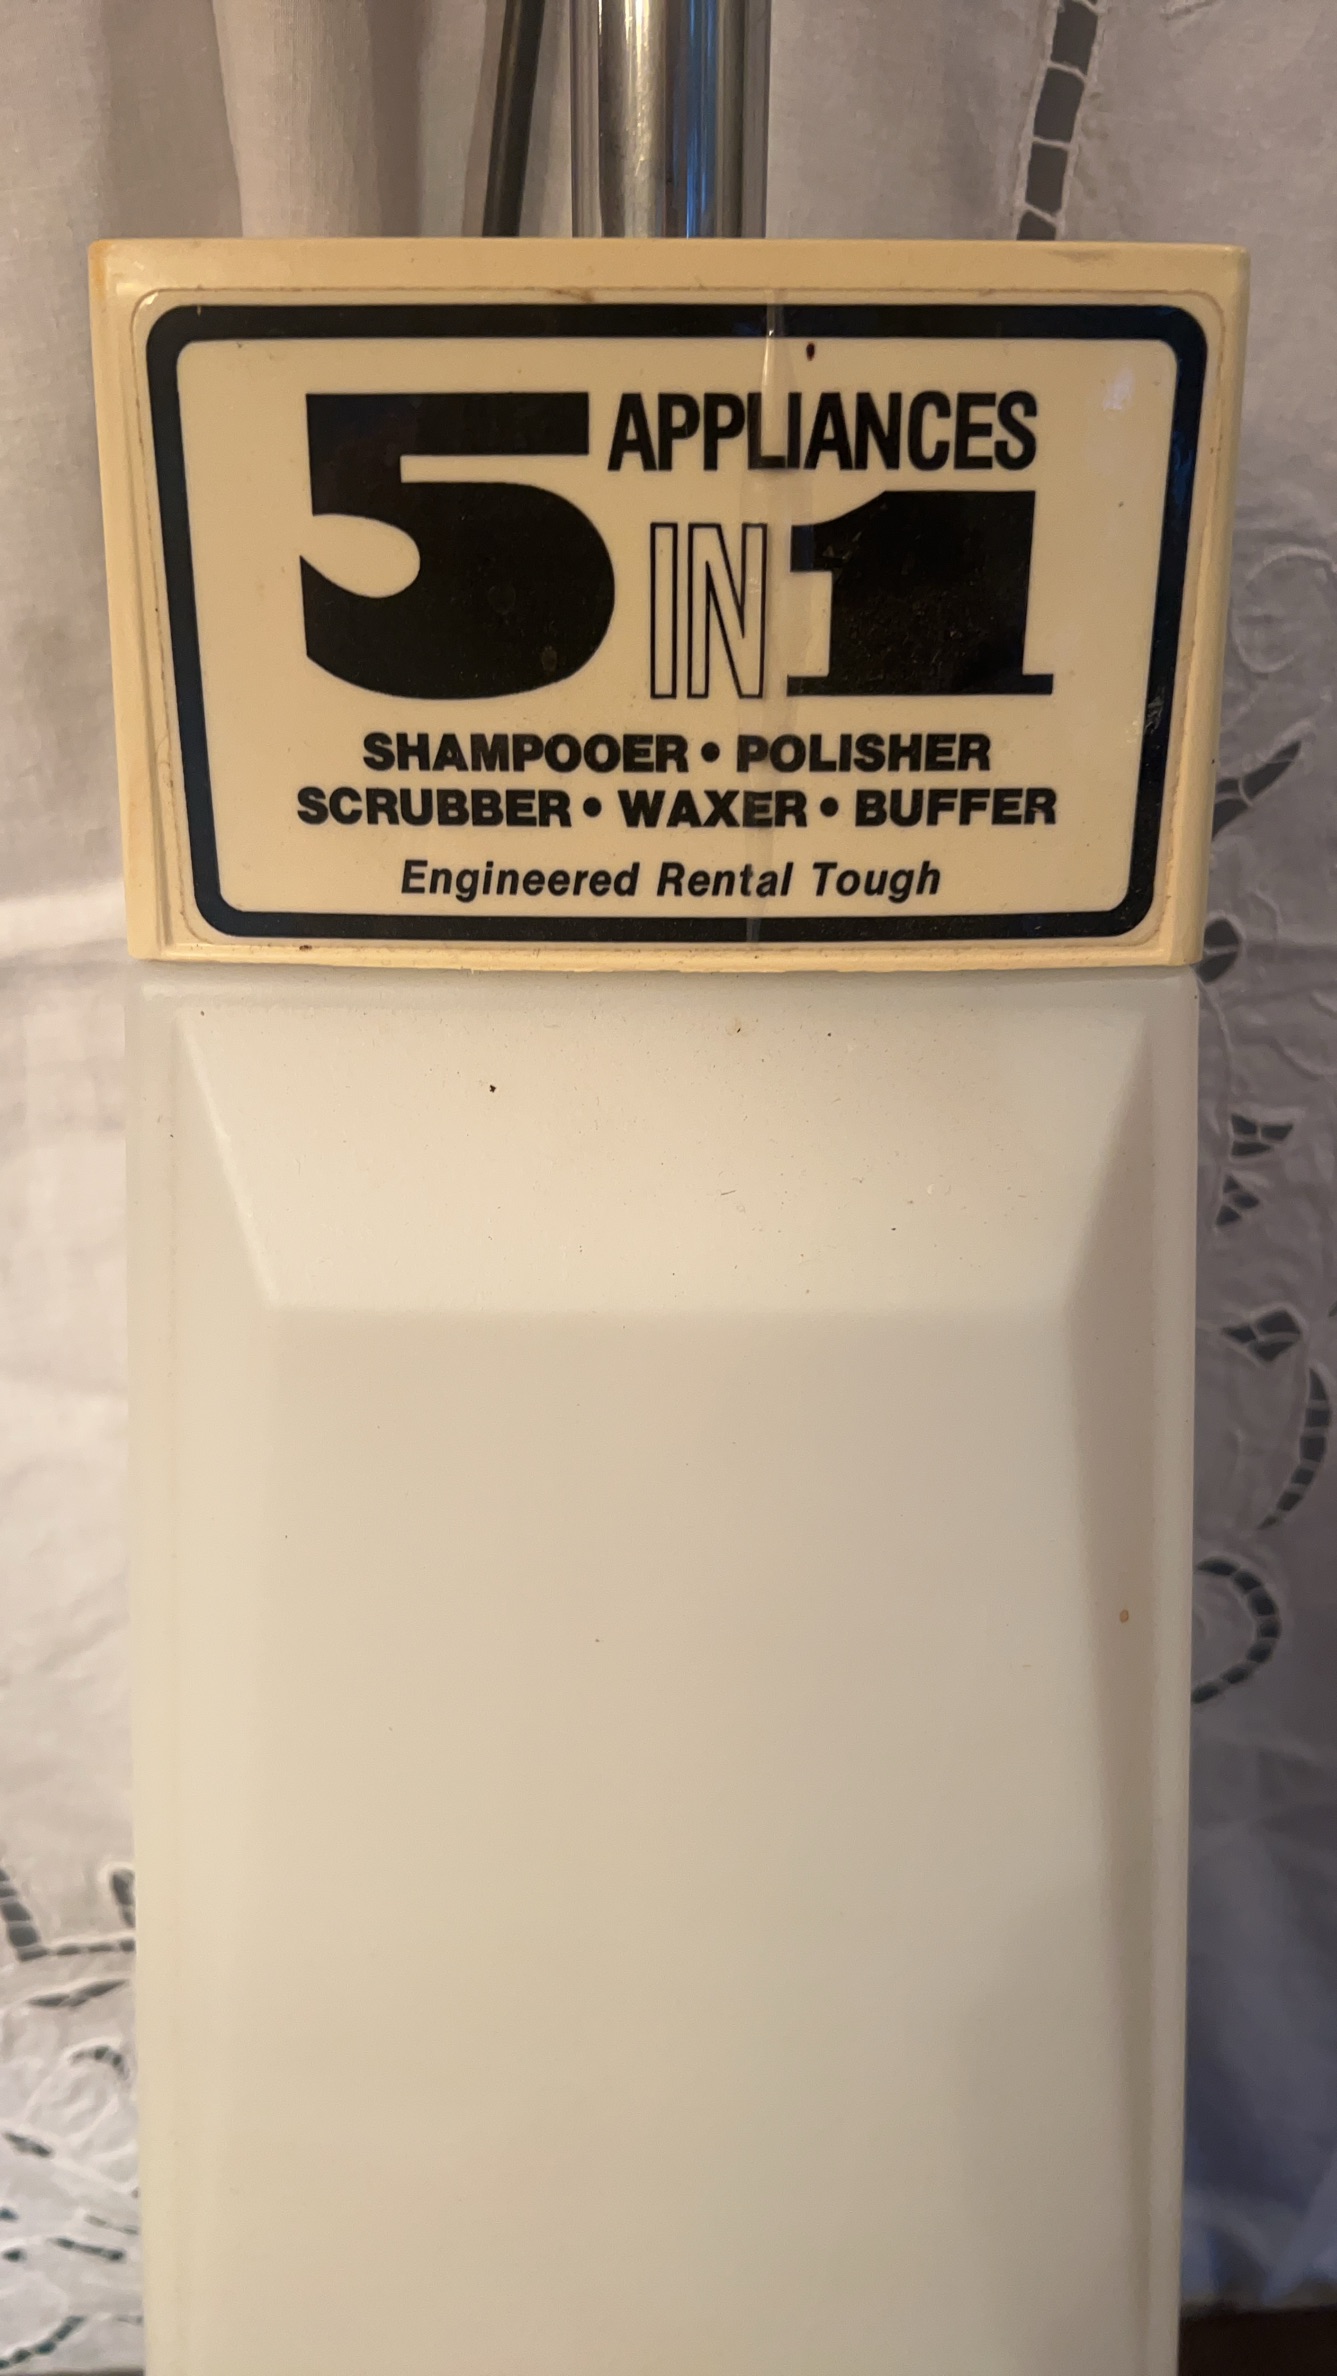 5 APPLIANCES
IN 1
SHAMPOOER • POLISHER
SCRUBBER • WAXER • BUFFER
Engineered Rental Tough